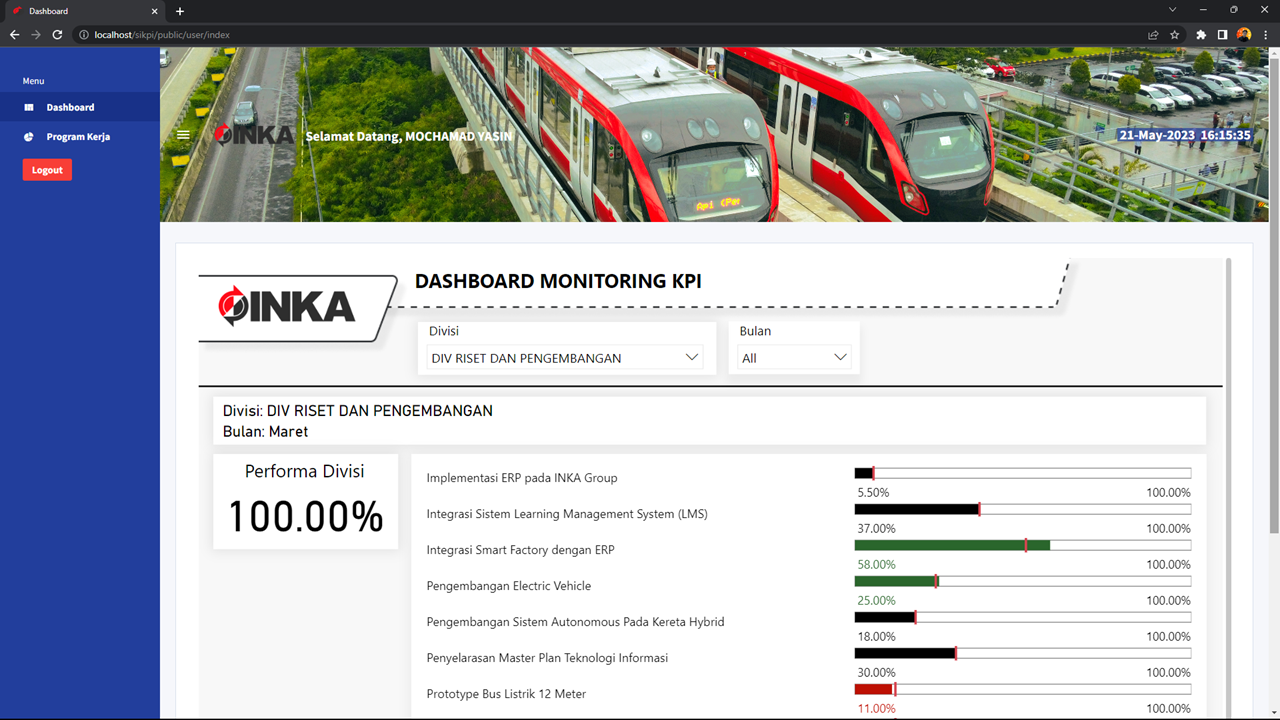 Dashboard
localhost/sikpi/public/user/index
Menu
Dashboard
Program Kerja
Logout
INKA
Selamat Datang, MOCHAMAD YASIN
21-May-2023 16:15:35
INKA
DASHBOARD MONITORING KPI
Divisi
DIV RISET DAN PENGEMBANGAN
Bulan
All
Divisi: DIV RISET DAN PENGEMBANGAN
Bulan: Maret
Performa Divisi
100.00%
Implementasi ERP pada INKA Group
5.50% 100.00%
Integrasi Sistem Learning Management System (LMS)
37.00% 100.00%
Integrasi Smart Factory dengan ERP
58.00% 100.00%
Pengembangan Electric Vehicle
25.00% 100.00%
Pengembangan Sistem Autonomous Pada Kereta Hybrid
18.00% 100.00%
Penyelarasan Master Plan Teknologi Informasi
30.00% 100.00%
Prototype Bus Listrik 12 Meter
11.00% 100.00%